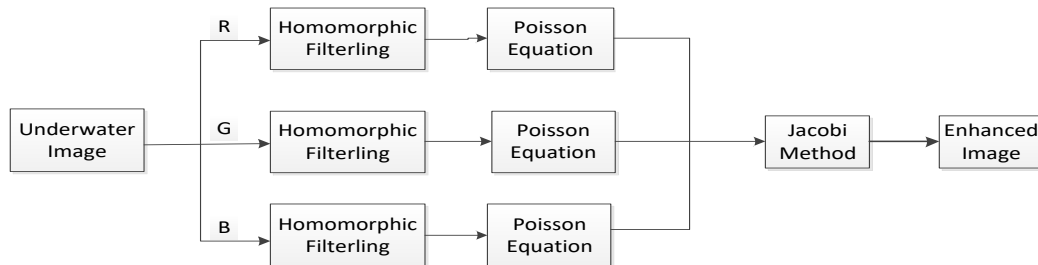 R
Homomorphic
Filterling
Poisson
Equation
Underwater
Image
G
Homomorphic
Filterling
Poisson
Equation
Jacobi
Method
Enhanced
Image
B
Homomorphic
Filterling
Poisson
Equation